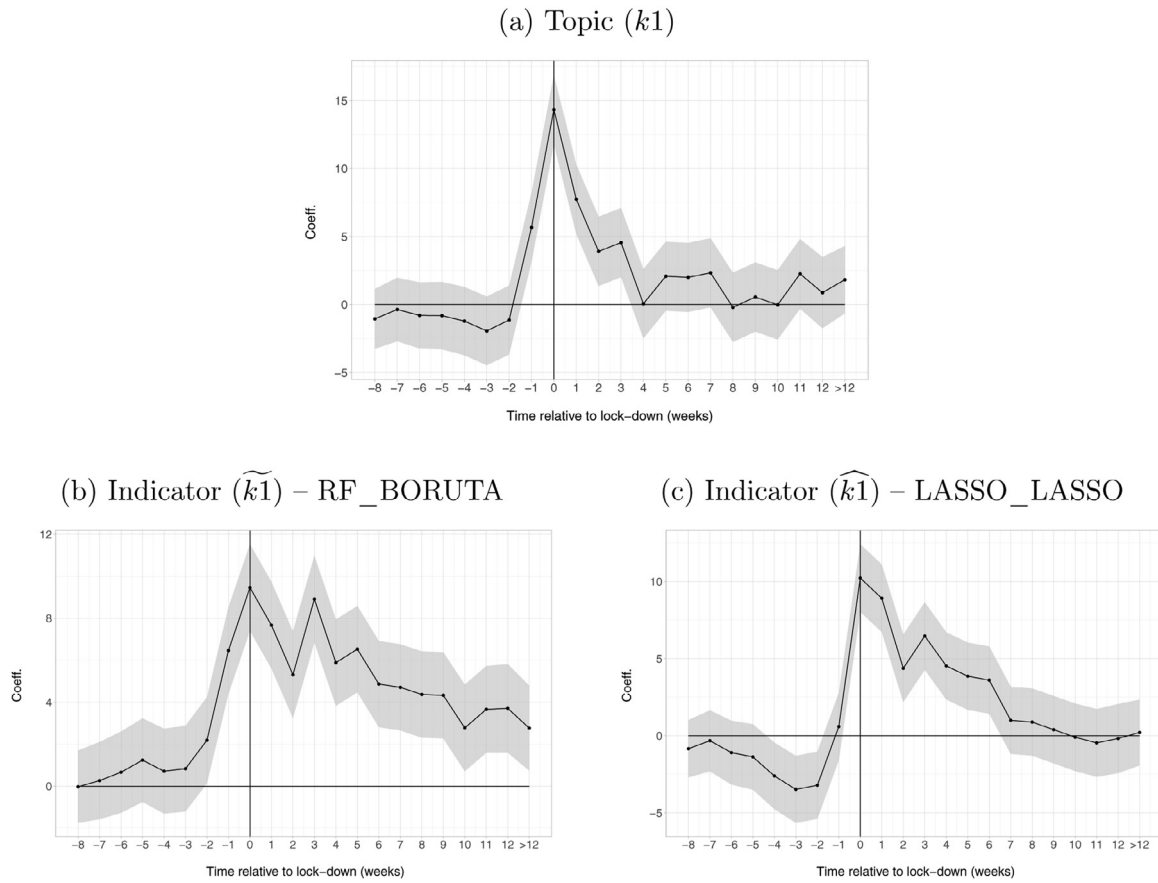 (a) Topic (k1)
15
10
5
0
−5
Coeff.
−8 −7 −6 −5 −4 −3 −2 −1 0 1 2 3 4 5 6 7 8 9 10 11 12 >12
Time relative to lock−down (weeks)
(b) Indicator (k1͠) – RF_BORUTA
12
8
4
0
Coeff.
−8 −7 −6 −5 −4 −3 −2 −1 0 1 2 3 4 5 6 7 8 9 10 11 12 >12
Time relative to lock−down (weeks)
(c) Indicator (k1̂) – LASSO_LASSO
10
5
0
−5
Coeff.
−8 −7 −6 −5 −4 −3 −2 −1 0 1 2 3 4 5 6 7 8 9 10 11 12 >12
Time relative to lock−down (weeks)